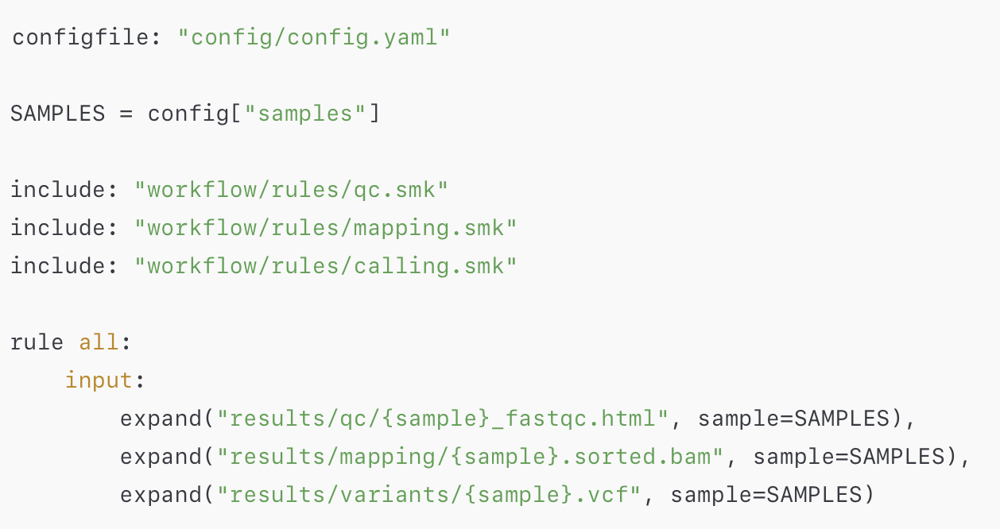 configfile: "config/config.yaml"

SAMPLES = config["samples"]

include: "workflow/rules/qc.smk"
include: "workflow/rules/mapping.smk"
include: "workflow/rules/calling.smk"

rule all:
    input:
        expand("results/qc/{sample}_fastqc.html", sample=SAMPLES),
        expand("results/mapping/{sample}.sorted.bam", sample=SAMPLES),
        expand("results/variants/{sample}.vcf", sample=SAMPLES)